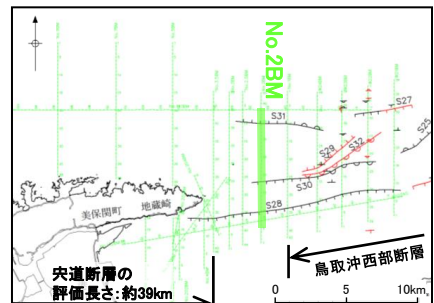 No.2BM
S27
S31
S25
S29
S32
S30
S28
美保関町
地蔵崎
宍道断層の
評価長さ:約39km
鳥取沖西部断層
0 5 10km